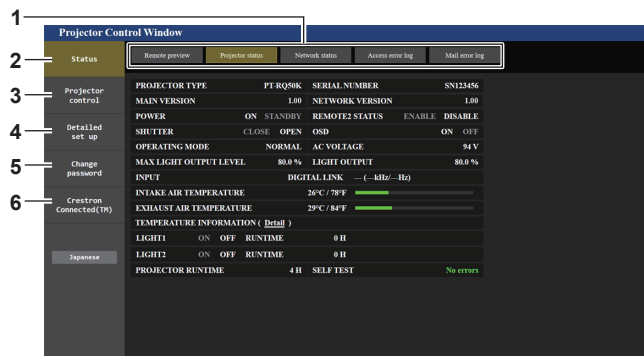 Projector Control Window
1
2
3
4
5
6
Status
Projector
control
Detailed
set up
Change
password
Crestron
Connected(TM)
Japanese
Remote preview Projector status Network status Access error log Mail error log
PROJECTOR TYPE PT-RQ50K SERIAL NUMBER SN123456
MAIN VERSION 1.00 NETWORK VERSION 1.00
POWER ON STANDBY REMOTE2 STATUS ENABLE DISABLE
SHUTTER CLOSE OPEN OSD ON OFF
OPERATING MODE NORMAL AC VOLTAGE 94 V
MAX LIGHT OUTPUT LEVEL 80.0 % LIGHT OUTPUT 80.0 %
INPUT DIGITAL LINK — (—kHz/—Hz)
INTAKE AIR TEMPERATURE 26°C / 78°F
EXHAUST AIR TEMPERATURE 29°C / 84°F
TEMPERATURE INFORMATION ( Detail )
LIGHT1 ON OFF RUNTIME 0 H
LIGHT2 ON OFF RUNTIME 0 H
PROJECTOR RUNTIME 4 H SELF TEST No errors